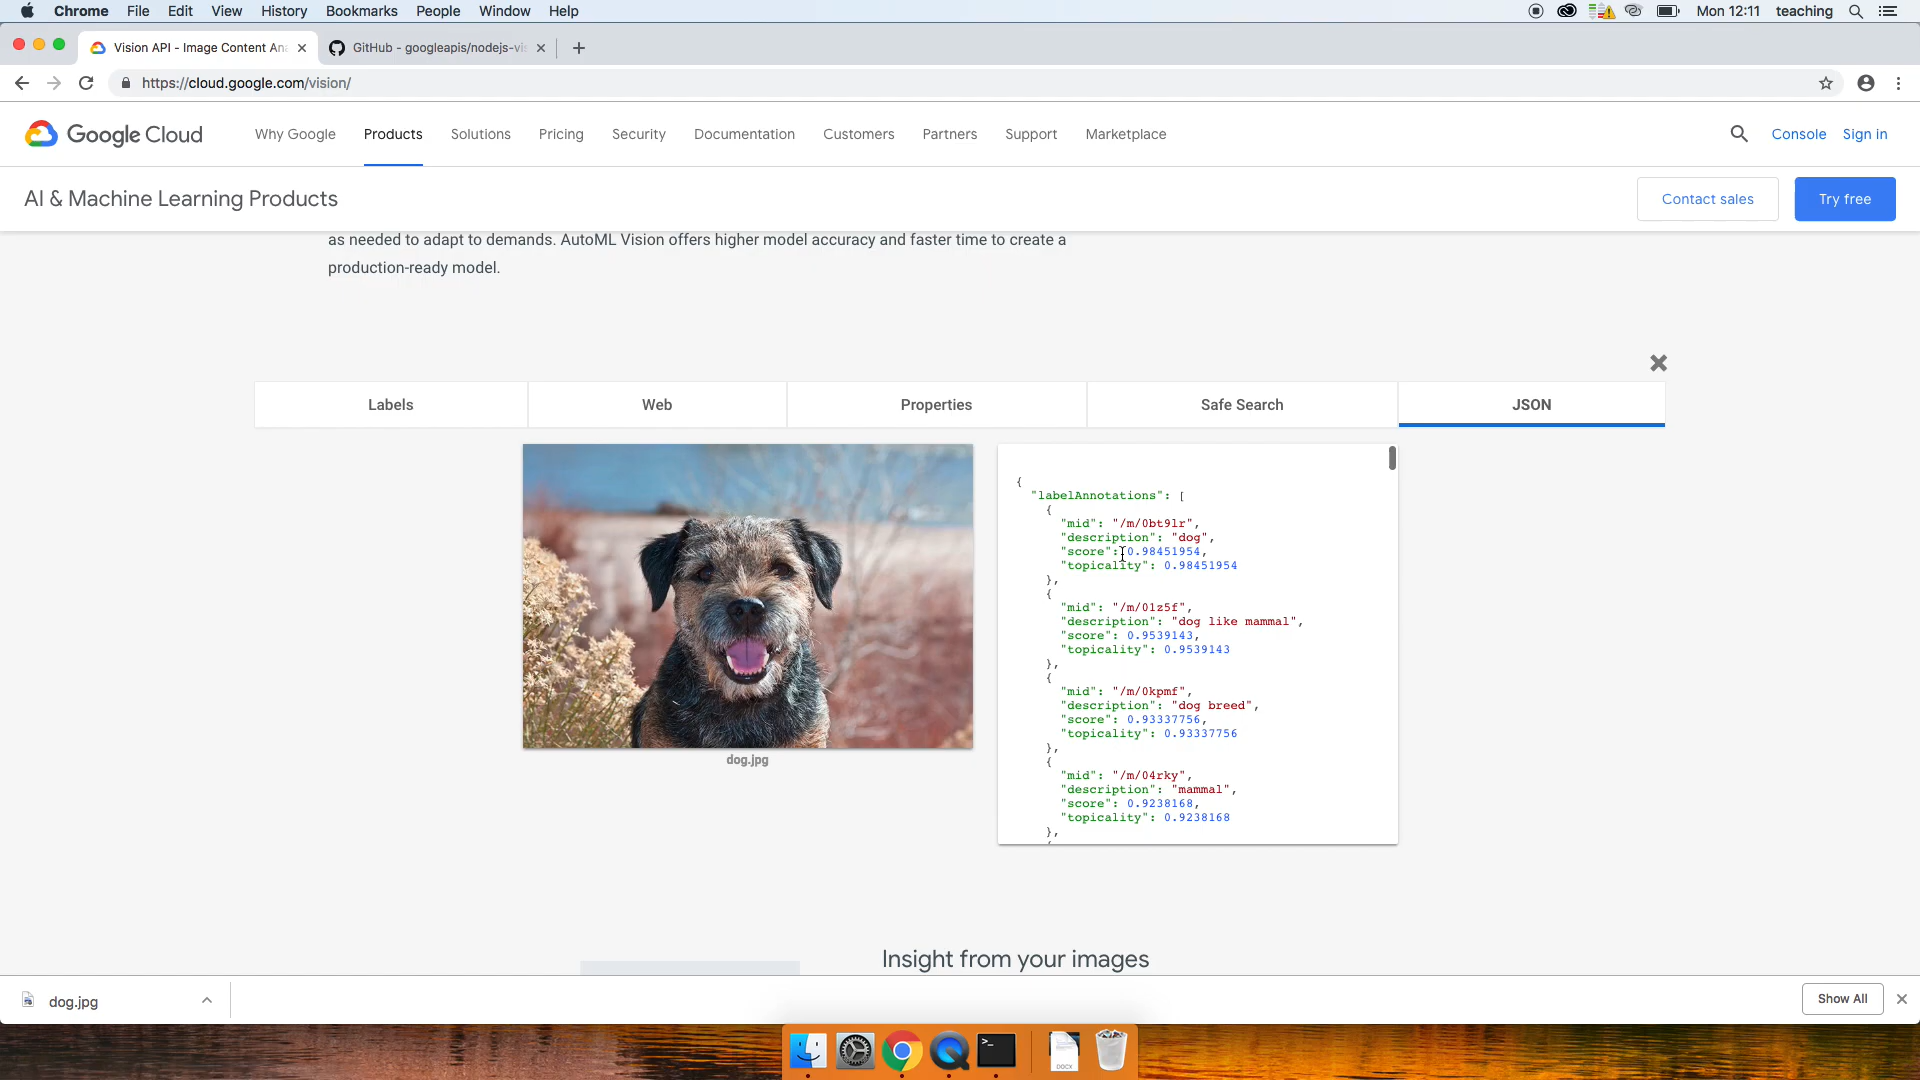 Chrome File Edit View History Bookmarks People Window Help Mon 12:11 teaching
Vision API - Image Content Ana GitHub - googleapis/nodejs-vis
https://cloud.google.com/vision/
Google Cloud Why Google Products Solutions Pricing Security Documentation Customers Partners Support Marketplace Console Sign in
AI & Machine Learning Products Contact sales Try free
as needed to adapt to demands. AutoML Vision offers higher model accuracy and faster time to create a
production-ready model.
Labels Web Properties Safe Search JSON
{
"labelAnnotations": [
{
"mid": "/m/0bt9lr",
"description": "dog",
"score": 0.98451954,
"topicality": 0.98451954
},
{
"mid": "/m/01z5f",
"description": "dog like mammal",
"score": 0.9539143,
"topicality": 0.9539143
},
{
"mid": "/m/0kpmf",
"description": "dog breed",
"score": 0.93337756,
"topicality": 0.93337756
},
{
"mid": "/m/04rky",
"description": "mammal",
"score": 0.9238168,
"topicality": 0.9238168
},
dog.jpg
Insight from your images
dog.jpg Show All
DOCX